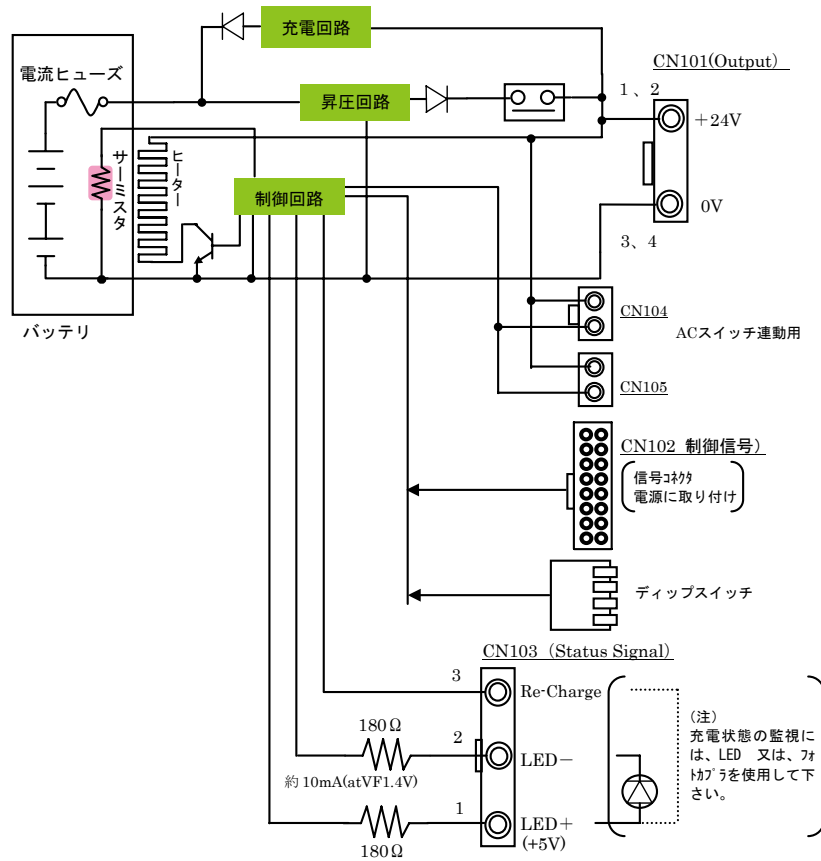 充電回路
電流ヒューズ
昇圧回路
CN101(Output)
1、2
+24V
サーミスタ
ヒーター
制御回路
0V
3、4
バッテリ
CN104
ACスイッチ連動用
CN105
CN102 制御信号)
信号ｺﾈｸﾀ
電源に取り付け
ディップスイッチ
CN103 (Status Signal)
3
Re-Charge
180Ω
2
LED−
約10mA(atVF1.4V)
1
LED+
(+5V)
180Ω
(注)
充電状態の監視に
は、LED 又は、ﾌｫ
ﾄｶﾌﾟﾗを使用して下
さい。